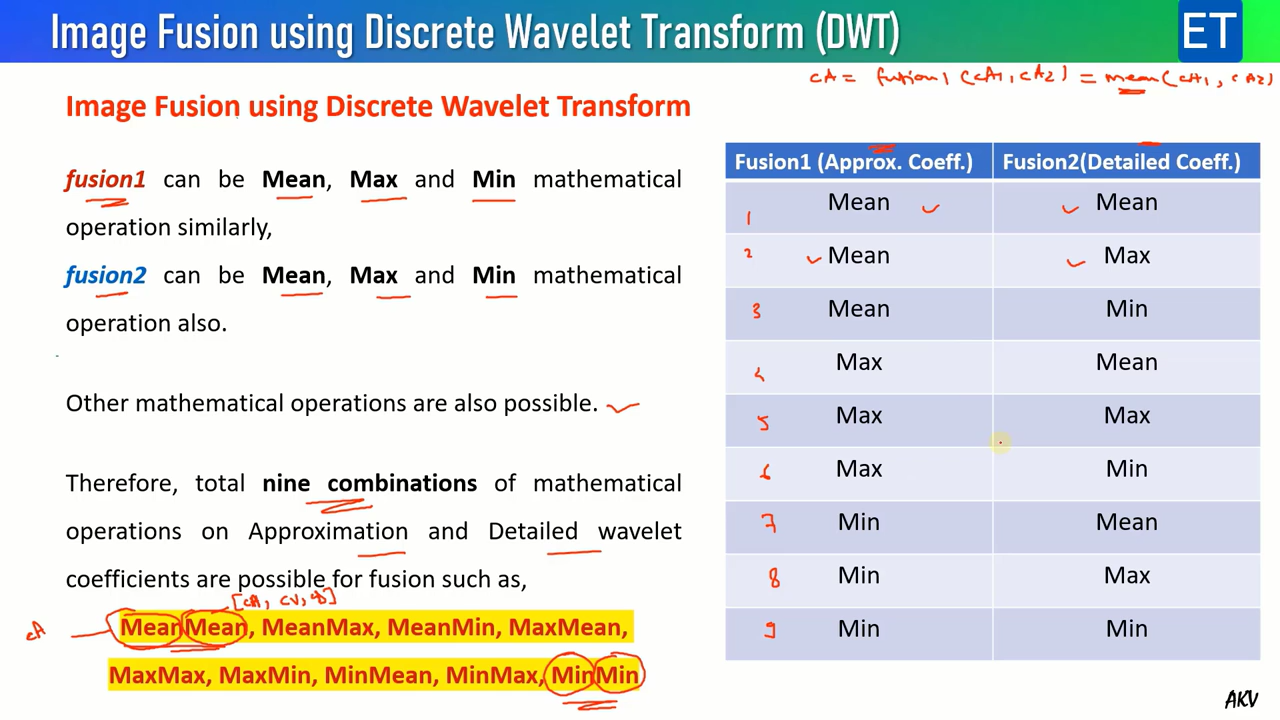 Image Fusion using Discrete Wavelet Transform (DWT)
ET
cA = fusion1 (cA1, cA2) = mean(cA1, cA2)
Image Fusion using Discrete Wavelet Transform
fusion1 can be Mean, Max and Min mathematical
operation similarly,
fusion2 can be Mean, Max and Min mathematical
operation also.
Other mathematical operations are also possible.
Therefore, total nine combinations of mathematical
operations on Approximation and Detailed wavelet
coefficients are possible for fusion such as,
cA
MeanMean, MeanMax, MeanMin, MaxMean,
MaxMax, MaxMin, MinMean, MinMax, MinMin
Fusion1 (Approx. Coeff.) Fusion2(Detailed Coeff.)
1 Mean Mean
2 Mean Max
3 Mean Min
4 Max Mean
5 Max Max
6 Max Min
7 Min Mean
8 Min Max
9 Min Min
AKV